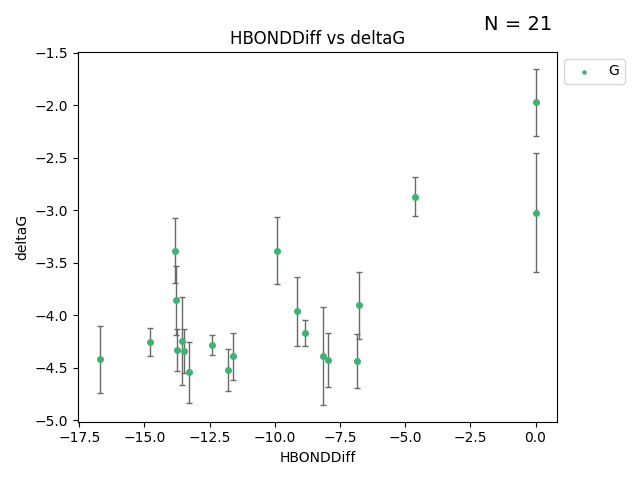 N = 21
HBONDDiff vs deltaG
G
−1.5
−2.0
−2.5
−3.0
−3.5
−4.0
−4.5
−5.0
deltaG
−17.5 −15.0 −12.5 −10.0 −7.5 −5.0 −2.5 0.0
HBONDDiff